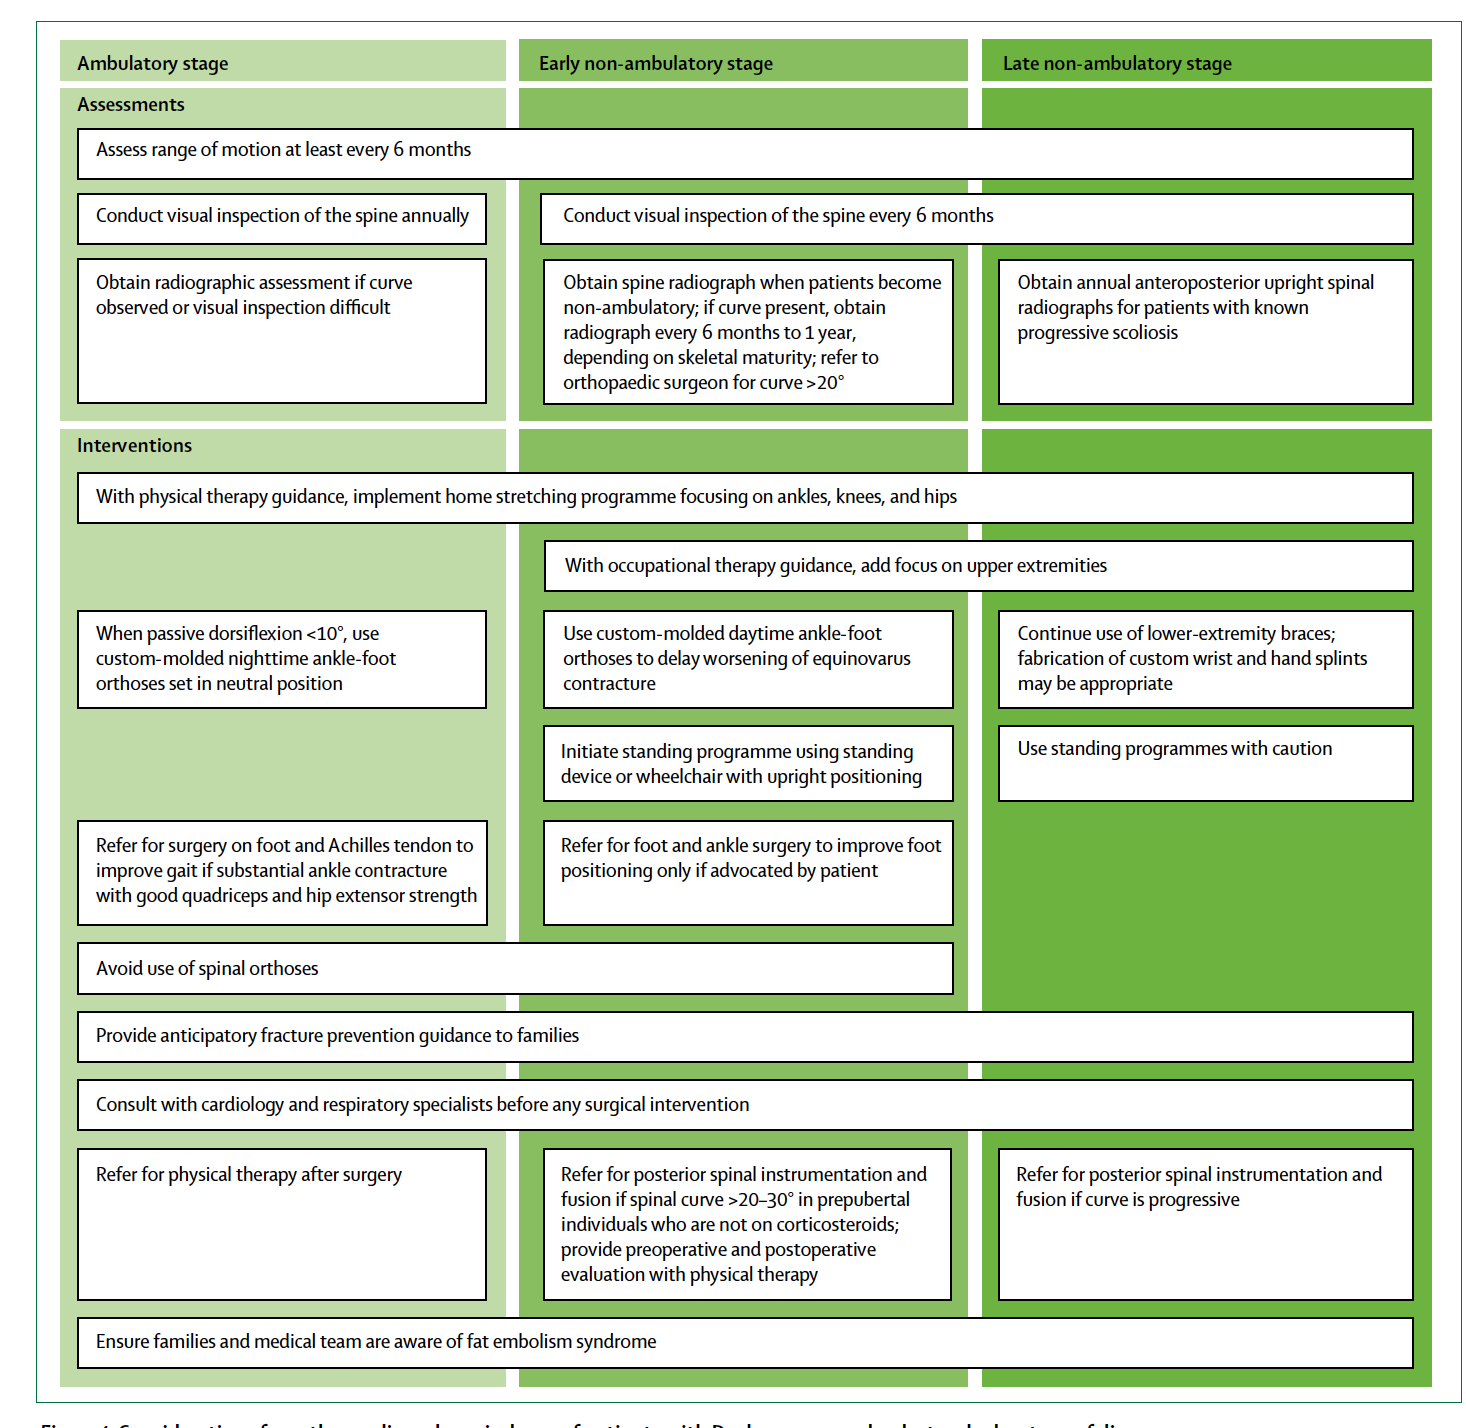 Ambulatory stage
Early non-ambulatory stage
Late non-ambulatory stage
Assessments
Assess range of motion at least every 6 months
Conduct visual inspection of the spine annually
Conduct visual inspection of the spine every 6 months
Obtain radiographic assessment if curve
observed or visual inspection difficult
Obtain spine radiograph when patients become
non-ambulatory; if curve present, obtain
radiograph every 6 months to 1 year,
depending on skeletal maturity; refer to
orthopaedic surgeon for curve >20°
Obtain annual anteroposterior upright spinal
radiographs for patients with known
progressive scoliosis
Interventions
With physical therapy guidance, implement home stretching programme focusing on ankles, knees, and hips
With occupational therapy guidance, add focus on upper extremities
When passive dorsiflexion <10°, use
custom-molded nighttime ankle-foot
orthoses set in neutral position
Use custom-molded daytime ankle-foot
orthoses to delay worsening of equinovarus
contracture
Continue use of lower-extremity braces;
fabrication of custom wrist and hand splints
may be appropriate
Initiate standing programme using standing
device or wheelchair with upright positioning
Use standing programmes with caution
Refer for surgery on foot and Achilles tendon to
improve gait if substantial ankle contracture
with good quadriceps and hip extensor strength
Refer for foot and ankle surgery to improve foot
positioning only if advocated by patient
Avoid use of spinal orthoses
Provide anticipatory fracture prevention guidance to families
Consult with cardiology and respiratory specialists before any surgical intervention
Refer for physical therapy after surgery
Refer for posterior spinal instrumentation and
fusion if spinal curve >20–30° in prepubertal
individuals who are not on corticosteroids;
provide preoperative and postoperative
evaluation with physical therapy
Refer for posterior spinal instrumentation and
fusion if curve is progressive
Ensure families and medical team are aware of fat embolism syndrome